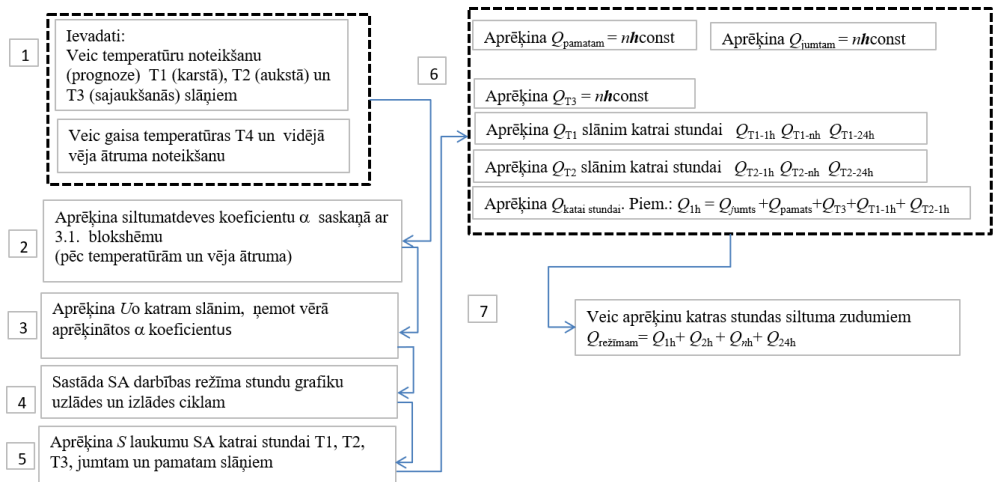 1
Ievadati:
Veic temperatūru noteikšanu
(prognoze) T1 (karstā), T2 (aukstā) un
T3 (sajaukšanās) slāņiem
Veic gaisa temperatūras T4 un vidējā
vēja ātruma noteikšanu
2
Aprēķina siltumatdeves koeficientu α saskaņā ar
3.1. blokshēmu
(pēc temperatūrām un vēja ātruma)
3
Aprēķina Uo katram slānim, ņemot vērā
aprēķinātos α koeficientus
4
Sastāda SA darbības režīma stundu grafiku
uzlādes un izlādes ciklam
5
Aprēķina S laukumu SA katrai stundai T1, T2,
T3, jumtam un pamatam slāņiem
6
Aprēķina Qpamatam = nhconst
Aprēķina Qjumtam = nhconst
Aprēķina QT3 = nhconst
Aprēķina QT1 slānim katrai stundai QT1-1h QT1-nh QT1-24h
Aprēķina QT2 slānim katrai stundai QT2-1h QT2-nh QT2-24h
Aprēķina Qkatai stundai. Piem.: Q1h = Qjumts +Qpamats+QT3+QT1-1h+ QT2-1h
7
Veic aprēķinu katras stundas siltuma zudumiem
Qrežīmam= Q1h+ Q2h + Qnh+ Q24h